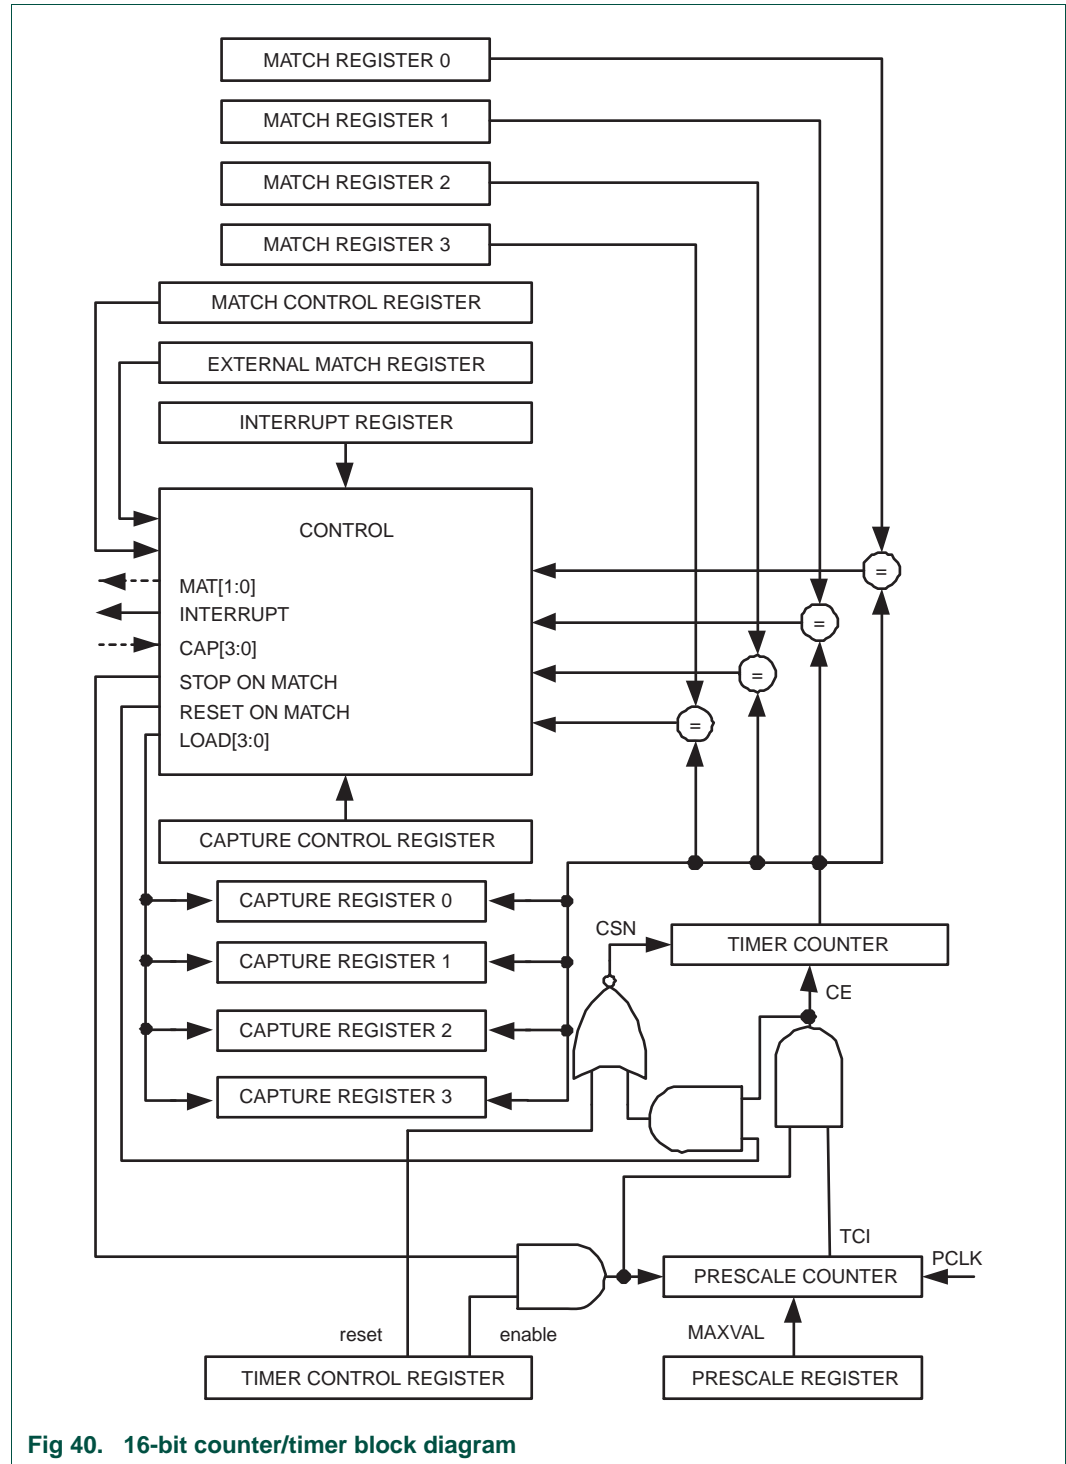 MATCH REGISTER 0
MATCH REGISTER 1
MATCH REGISTER 2
MATCH REGISTER 3
MATCH CONTROL REGISTER
EXTERNAL MATCH REGISTER
INTERRUPT REGISTER
CONTROL
=
=
=
=
MAT[1:0]
INTERRUPT
CAP[3:0]
STOP ON MATCH
RESET ON MATCH
LOAD[3:0]
CAPTURE CONTROL REGISTER
CAPTURE REGISTER 0
CAPTURE REGISTER 1
CAPTURE REGISTER 2
CAPTURE REGISTER 3
CSN
TIMER COUNTER
CE
TCI
PCLK
PRESCALE COUNTER
reset
enable
MAXVAL
TIMER CONTROL REGISTER
PRESCALE REGISTER
Fig 40. 16-bit counter/timer block diagram